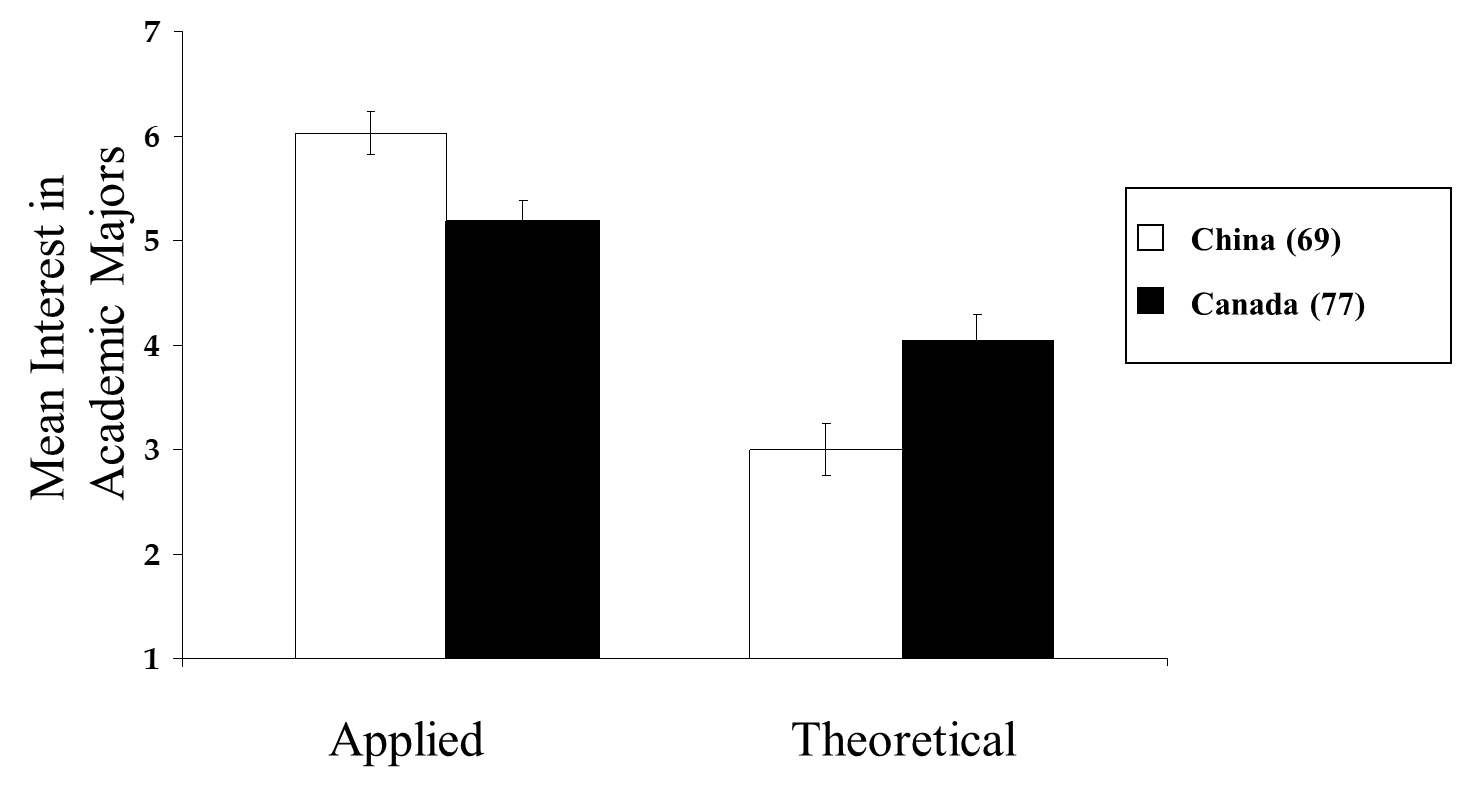 Mean Interest in
Academic Majors
7
6
5
4
3
2
1
Applied
Theoretical
China (69)
Canada (77)